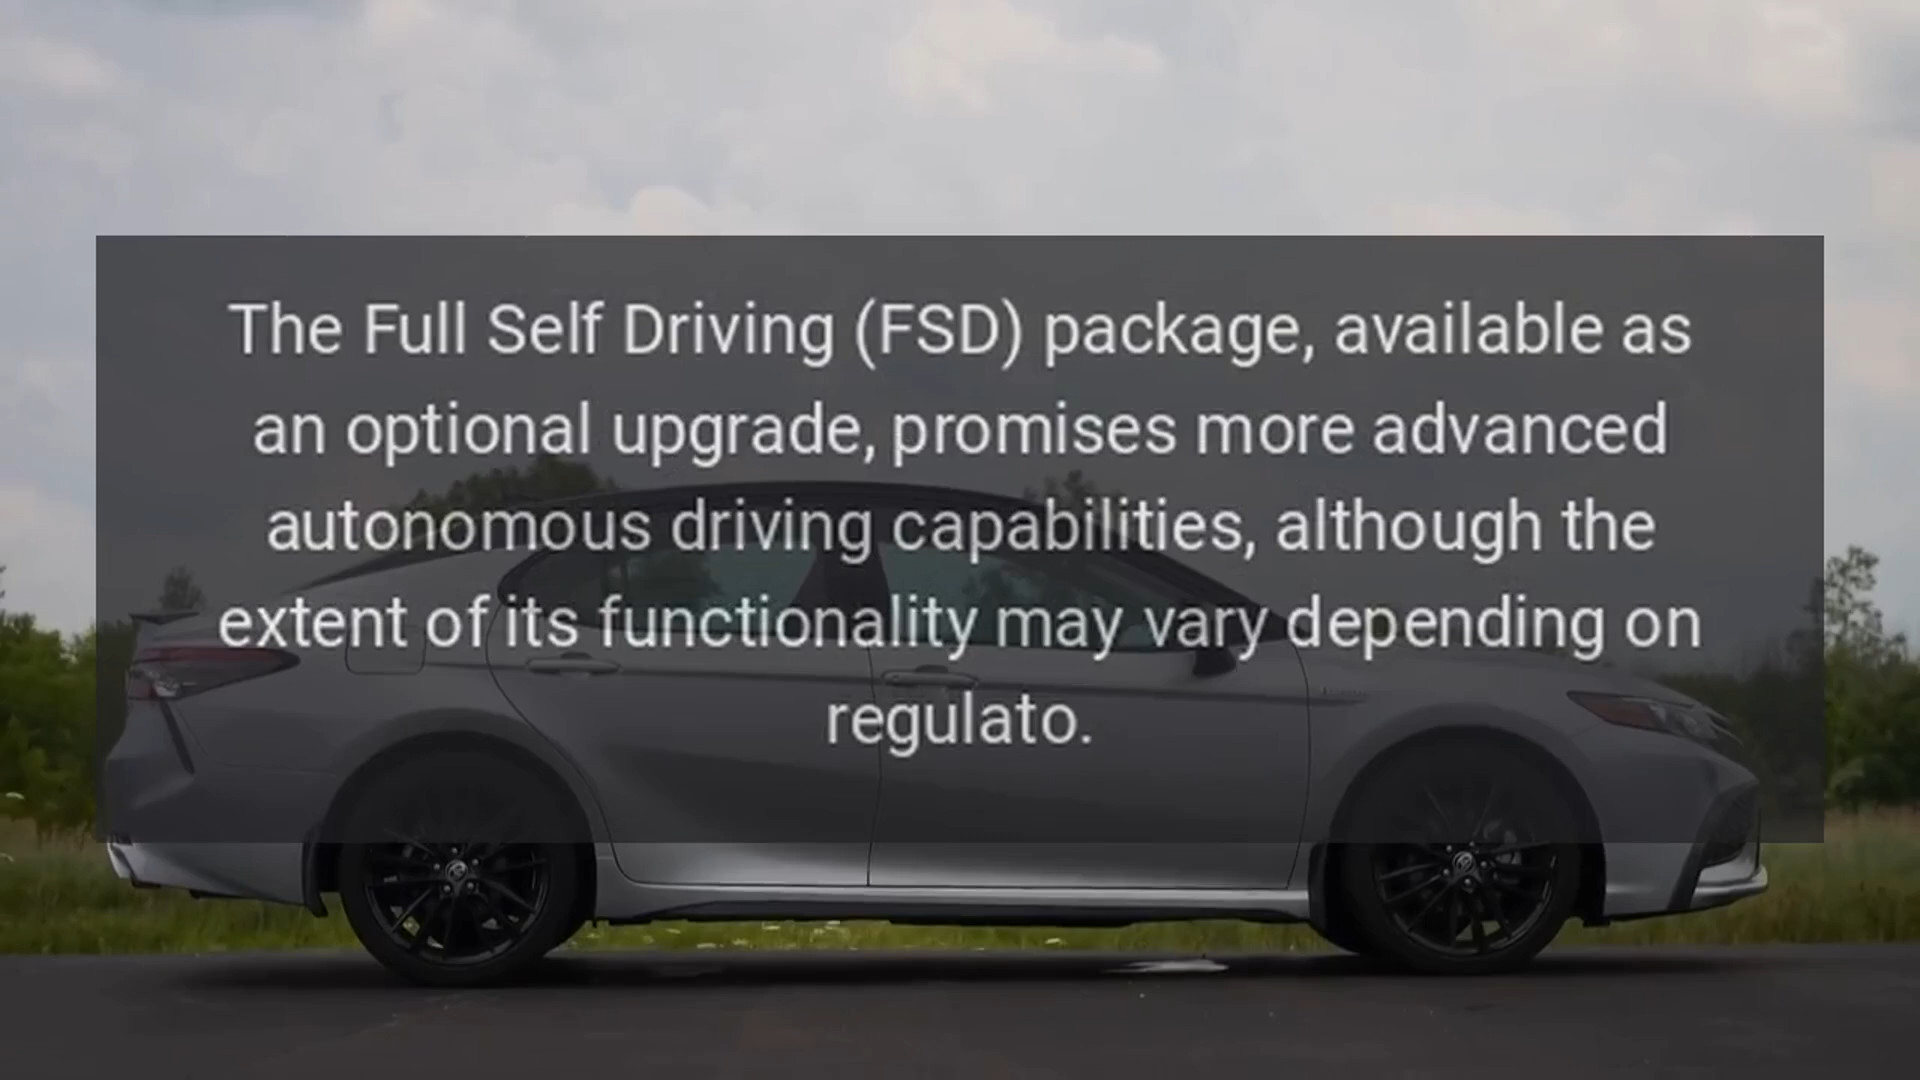 The Full Self Driving (FSD) package, available as
an optional upgrade, promises more advanced
autonomous driving capabilities, although the
extent of its functionality may vary depending on
regulato.